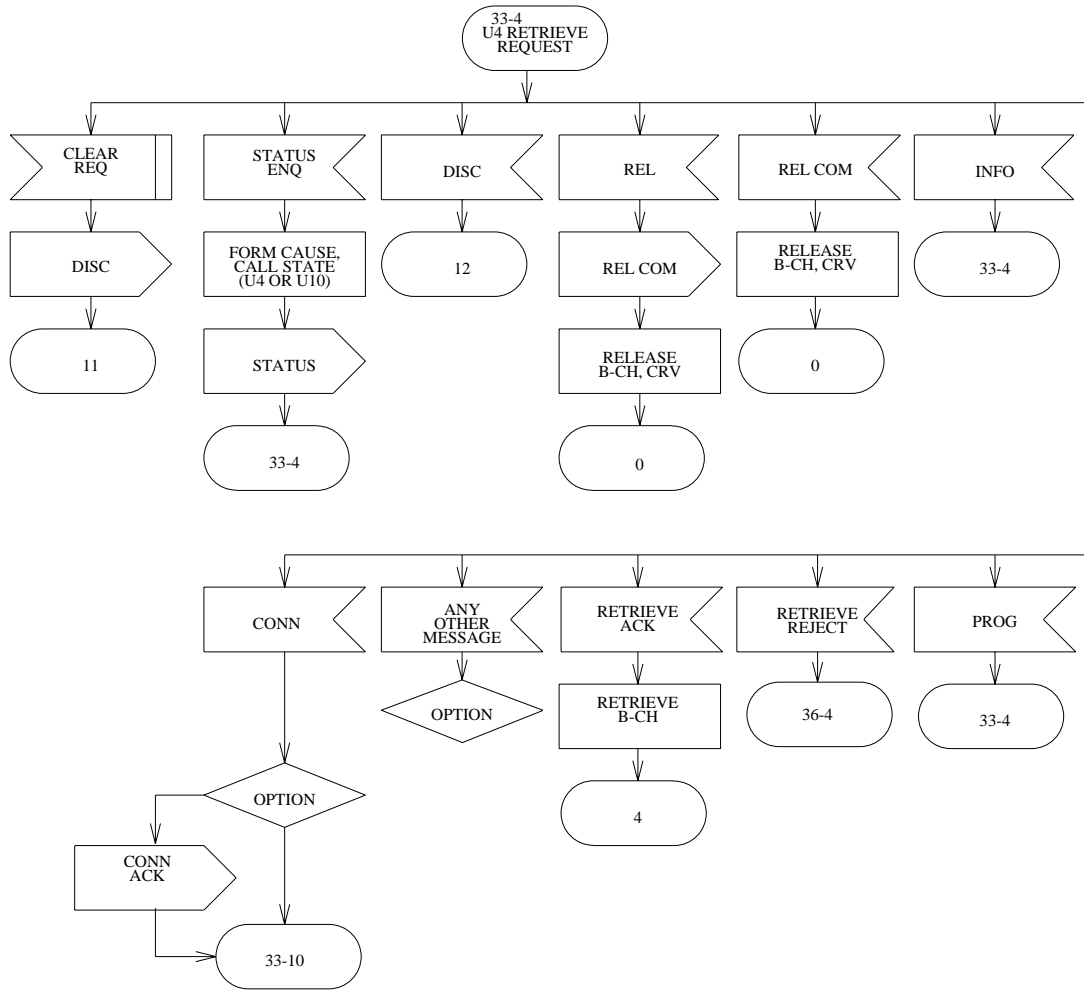 33-4
U4 RETRIEVE
REQUEST
CLEAR
REQ
STATUS
ENQ
DISC
REL
REL COM
INFO
DISC
FORM CAUSE,
CALL STATE
(U4 OR U10)
12
REL COM
RELEASE
B-CH, CRV
33-4
11
STATUS
RELEASE
B-CH, CRV
0
33-4
0
CONN
ANY
OTHER
MESSAGE
RETRIEVE
ACK
RETRIEVE
REJECT
PROG
OPTION
RETRIEVE
B-CH
36-4
33-4
OPTION
4
CONN
ACK
33-10